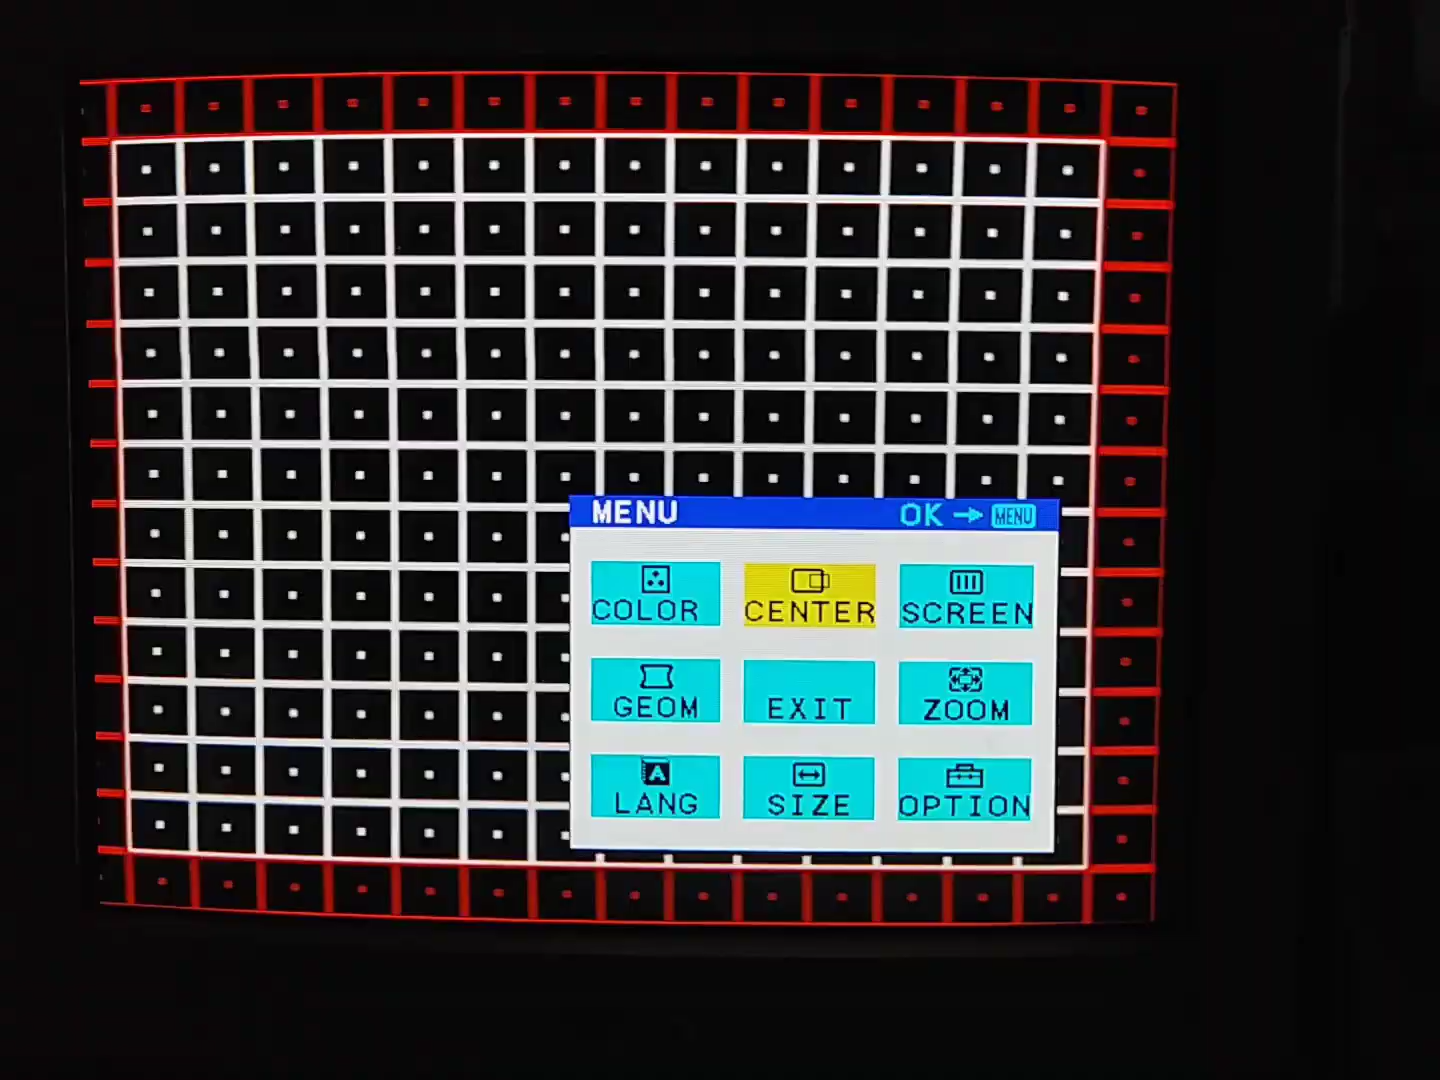 MENU OK → MENU
COLOR CENTER SCREEN
GEOM EXIT ZOOM
A
LANG SIZE OPTION